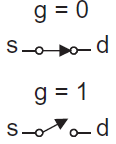 g = 0
s d
g = 1
s d